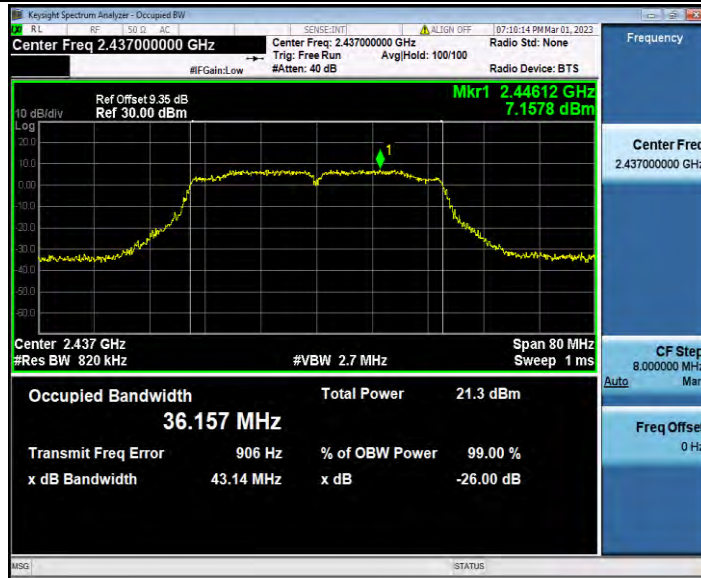 Keysight Spectrum Analyzer - Occupied BW
RL RF 50 Ω AC SENSE:INT ALIGN OFF 07:10:14 PM Mar 01, 2023
Center Freq 2.437000000 GHz
Center Freq: 2.437000000 GHz
Radio Std: None
Trig: Free Run Avg|Hold: 100/100
#IFGain:Low
#Atten: 40 dB
Radio Device: BTS
Ref Offset 9.35 dB
10 dB/div Ref 30.00 dBm
Mkr1 2.44612 GHz
7.1578 dBm
Log
20.0
10.0
0.00
-10.0
-20.0
-30.0
-40.0
-50.0
-60.0
1
Center 2.437 GHz Span 80 MHz
#Res BW 820 kHz #VBW 2.7 MHz Sweep 1 ms
Occupied Bandwidth Total Power 21.3 dBm
36.157 MHz
Transmit Freq Error 906 Hz % of OBW Power 99.00 %
x dB Bandwidth 43.14 MHz x dB -26.00 dB
MSG STATUS
Frequency
Center Freq
2.437000000 GHz
CF Step
8.000000 MHz
Auto Man
Freq Offset
0 Hz